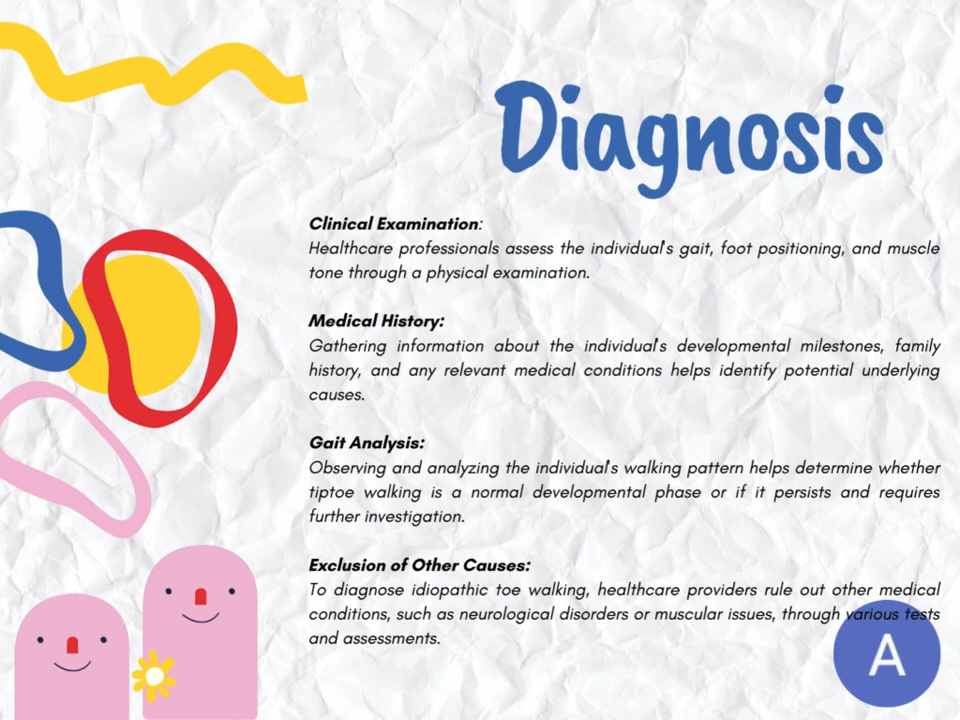 Diagnosis
Clinical Examination:
Healthcare professionals assess the individual's gait, foot positioning, and muscle
tone through a physical examination.
Medical History:
Gathering information about the individual's developmental milestones, family
history, and any relevant medical conditions helps identify potential underlying
causes.
Gait Analysis:
Observing and analyzing the individual's walking pattern helps determine whether
tiptoe walking is a normal developmental phase or if it persists and requires
further investigation.
Exclusion of Other Causes:
To diagnose idiopathic toe walking, healthcare providers rule out other medical
conditions, such as neurological disorders or muscular issues, through various tests
and assessments.
A